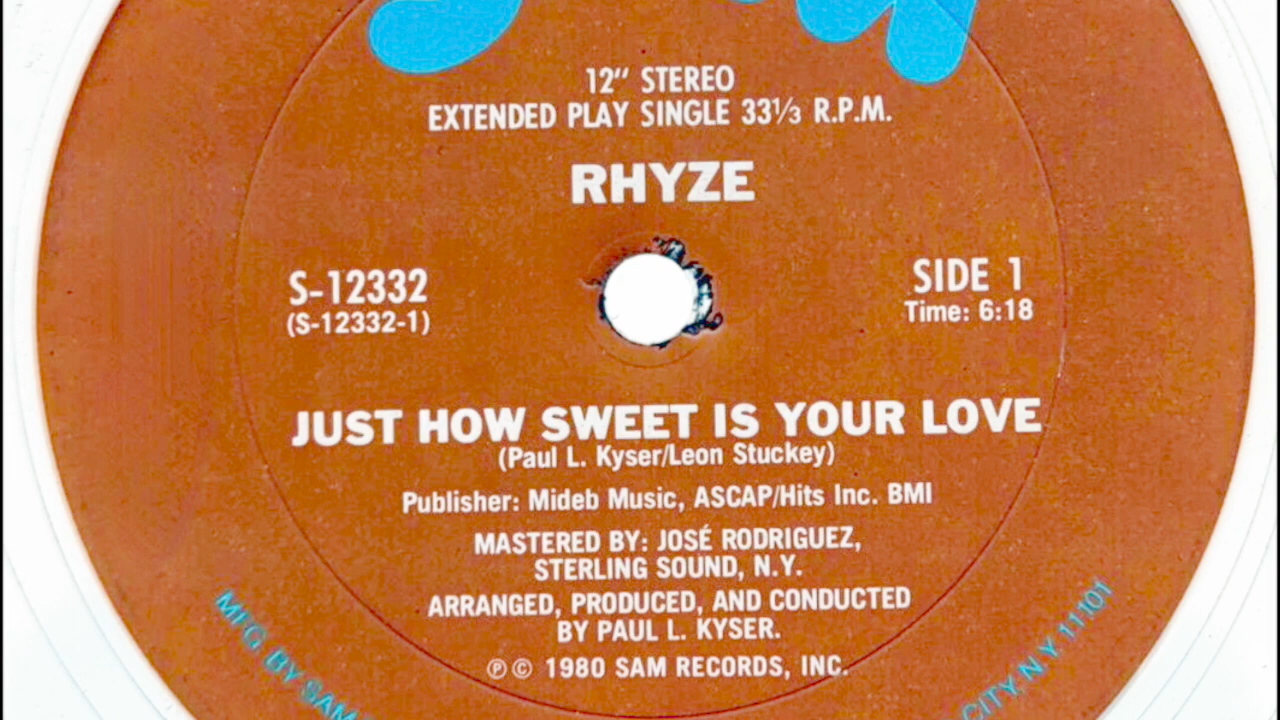 12" STEREO
EXTENDED PLAY SINGLE 33⅓ R.P.M.
RHYZE
S-12332
(S-12332-1)
SIDE 1
Time: 6:18
JUST HOW SWEET IS YOUR LOVE
(Paul L. Kyser/Leon Stuckey)
Publisher: Mideb Music, ASCAP/Hits Inc. BMI
MASTERED BY: JOSÉ RODRIGUEZ,
STERLING SOUND, N.Y.
ARRANGED, PRODUCED, AND CONDUCTED
BY PAUL L. KYSER.
℗ © 1980 SAM RECORDS, INC.
MFG BY SAM
CITY, N Y 11101